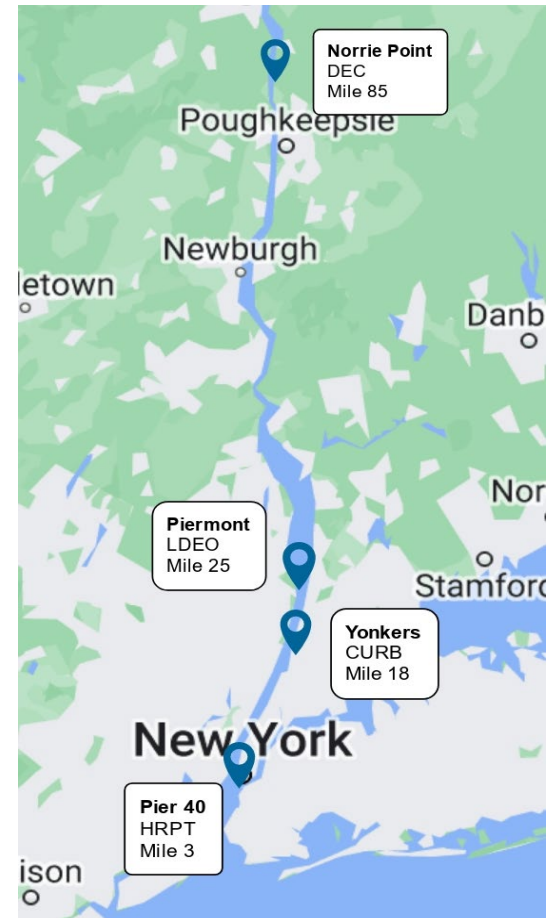 Norrie Point
DEC
Mile 85
Poughkeepsie
Newburgh
letown
Danb
Nor
Piermont
LDEO
Mile 25
Stamford
Yonkers
CURB
Mile 18
New York
Pier 40
HRPT
Mile 3
ison